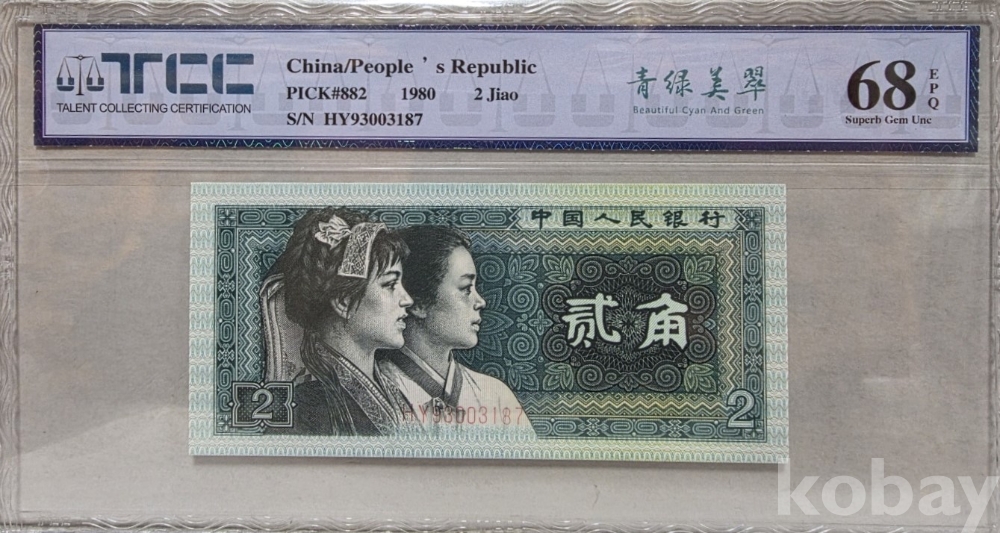 TCC
TALENT COLLECTING CERTIFICATION
China/People ’ s Republic
PICK#882 1980 2 Jiao
S/N HY93003187
青绿美翠
Beautiful Cyan And Green
68 EPQ
Superb Gem Unc
中国人民银行
贰角
2
2
HY93003187
kobay